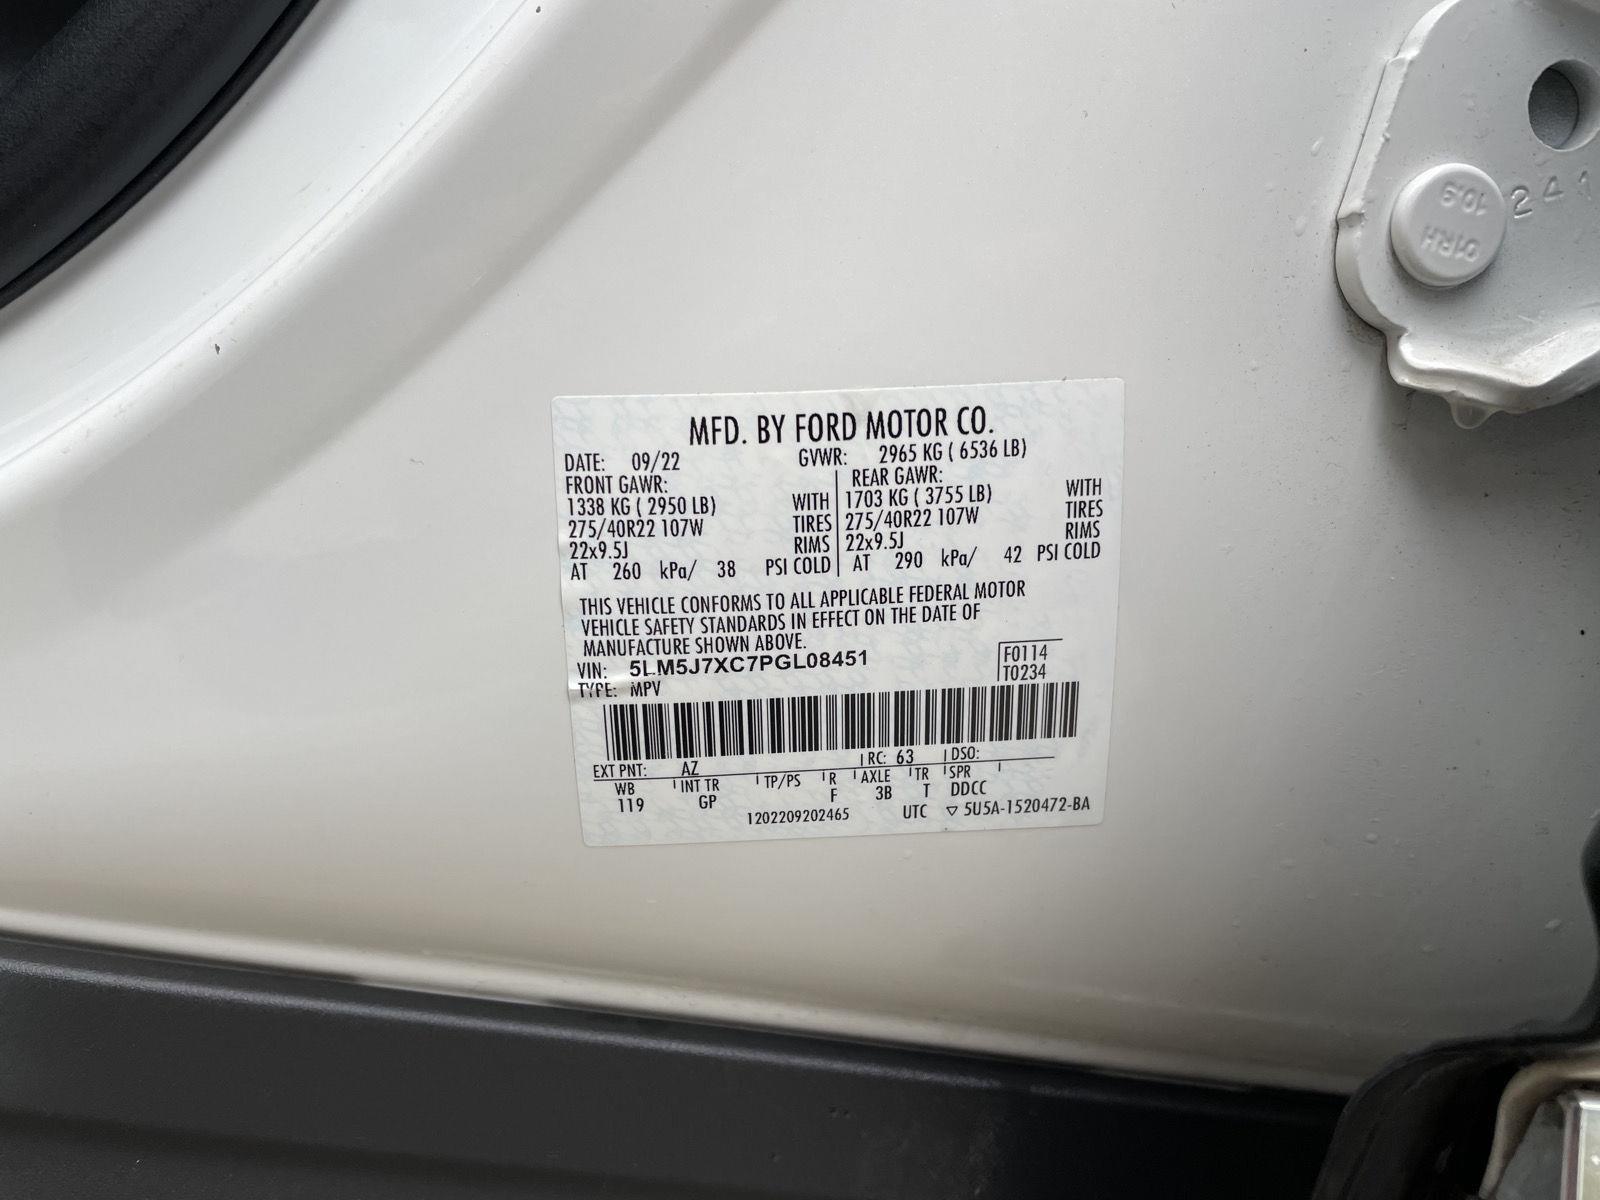 10.9
01RH
241
MFD. BY FORD MOTOR CO.
DATE: 09/22 GVWR: 2965 KG ( 6536 LB)
FRONT GAWR: REAR GAWR:
1338 KG ( 2950 LB) WITH 1703 KG ( 3755 LB) WITH
275/40R22 107W TIRES 275/40R22 107W TIRES
22x9.5J RIMS 22x9.5J RIMS
AT 260 kPa/ 38 PSI COLD AT 290 kPa/ 42 PSI COLD
THIS VEHICLE CONFORMS TO ALL APPLICABLE FEDERAL MOTOR
VEHICLE SAFETY STANDARDS IN EFFECT ON THE DATE OF
MANUFACTURE SHOWN ABOVE.
VIN: 5LM5J7XC7PGL08451 F0114
TYPE: MPV T0234
EXT PNT: AZ RC: 63 DSO:
WB INT TR TP/PS R AXLE TR SPR
119 GP F 3B T DDCC
1202209202465 UTC ▽ 5U5A-1520472-BA